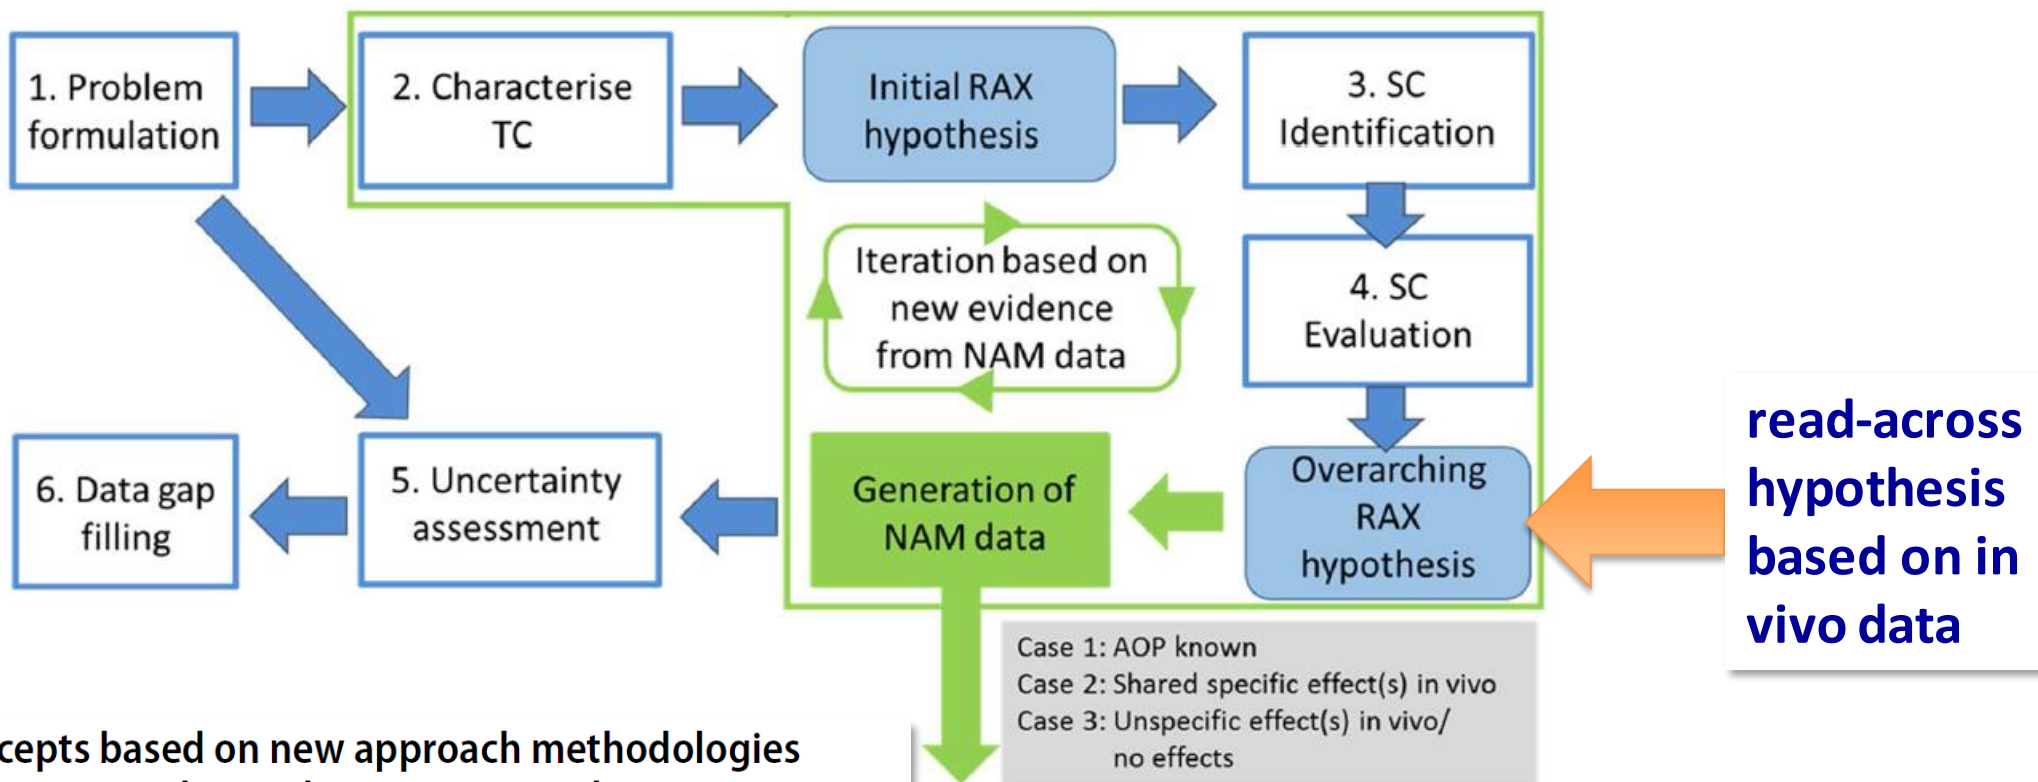 1. Problem
formulation
2. Characterise
TC
Initial RAX
hypothesis
3. SC
Identification
Iteration based on
new evidence
from NAM data
4. SC
Evaluation
6. Data gap
filling
5. Uncertainty
assessment
Generation of
NAM data
Overarching
RAX
hypothesis
read-across
hypothesis
based on in
vivo data
Case 1: AOP known
Case 2: Shared specific effect(s) in vivo
Case 3: Unspecific effect(s) in vivo/
no effects
cepts based on new approach methodologies